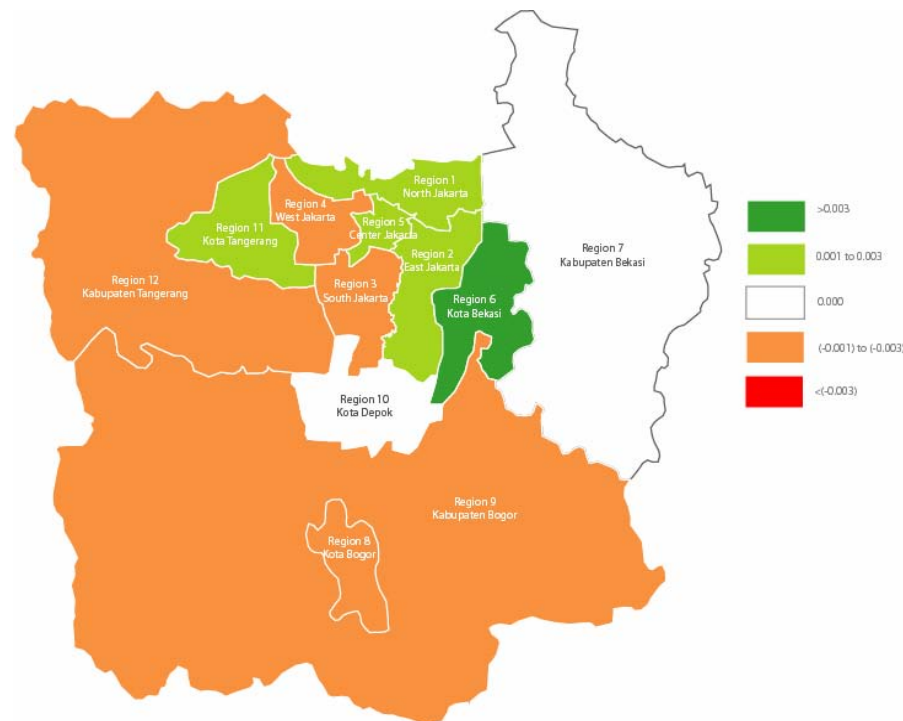 Region 1
North Jakarta
Region 4
West Jakarta
Region 5
Center Jakarta
Region 11
Kota Tangerang
Region 2
East Jakarta
Region 7
Kabupaten Bekasi
Region 12
Kabupaten Tangerang
Region 3
South Jakarta
Region 6
Kota Bekasi
Region 10
Kota Depok
Region 9
Kabupaten Bogor
Region 8
Kota Bogor
>0.003
0.001 to 0.003
0.000
(-0.001) to (-0.003)
<(-0.003)